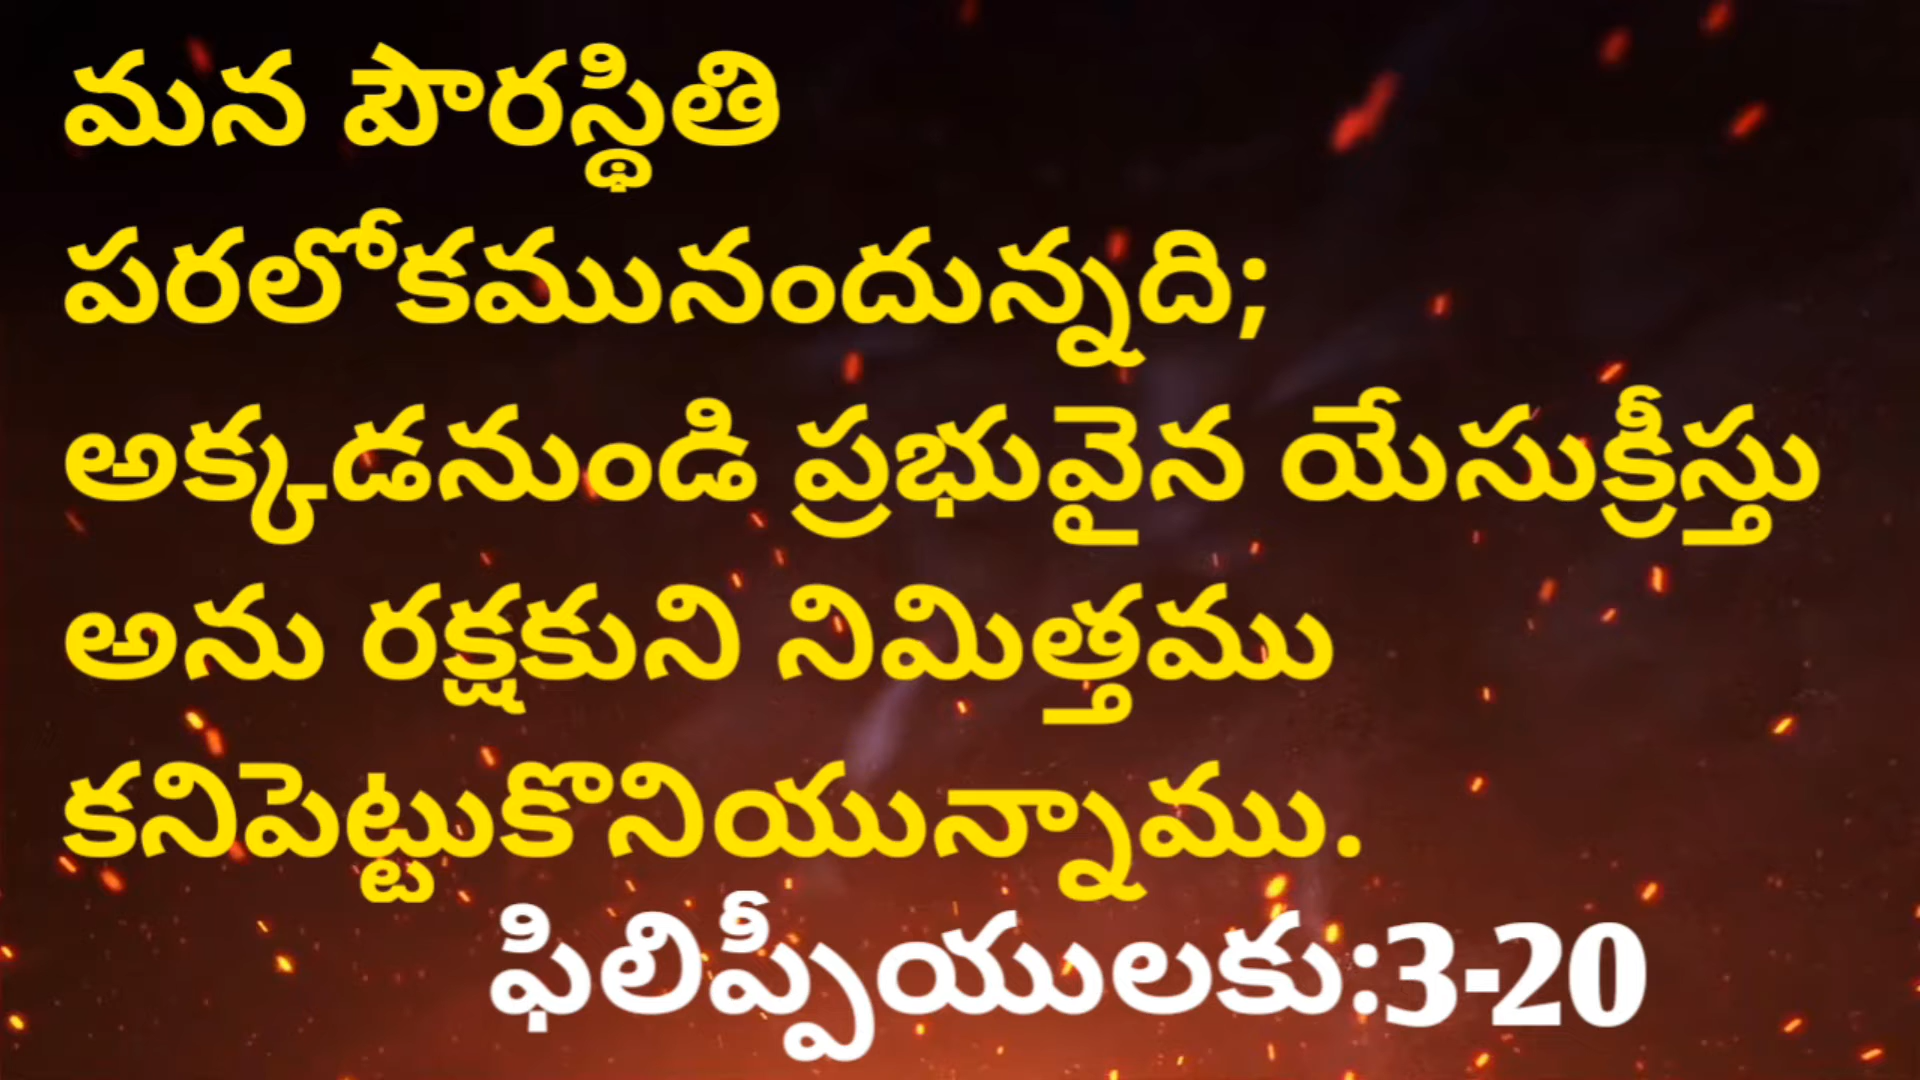 మన పౌరస్థితి
పరలోకమునందున్నది;
అక్కడనుండి ప్రభువైన యేసుక్రీస్తు
అను రక్షకుని నిమిత్తము
కనిపెట్టుకొనియున్నాము.
ఫిలిప్పీయులకు:3-20